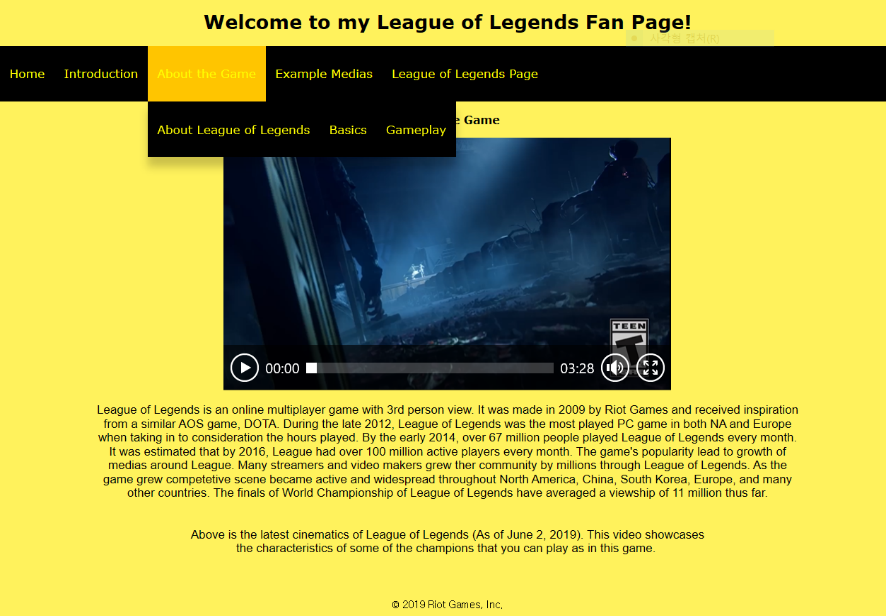 Welcome to my League of Legends Fan Page!
사각형 캡처(R)
Home Introduction About the Game Example Medias League of Legends Page
About League of Legends Basics Gameplay
Game
TEEN
T
00:00 03:28
League of Legends is an online multiplayer game with 3rd person view. It was made in 2009 by Riot Games and received inspiration
from a similar AOS game, DOTA. During the late 2012, League of Legends was the most played PC game in both NA and Europe
when taking in to consideration the hours played. By the early 2014, over 67 million people played League of Legends every month.
It was estimated that by 2016, League had over 100 million active players every month. The game's popularity lead to growth of
medias around League. Many streamers and video makers grew ther community by millions through League of Legends. As the
game grew competetive scene became active and widespread throughout North America, China, South Korea, Europe, and many
other countries. The finals of World Championship of League of Legends have averaged a viewship of 11 million thus far.
Above is the latest cinematics of League of Legends (As of June 2, 2019). This video showcases
the characteristics of some of the champions that you can play as in this game.
© 2019 Riot Games, Inc,